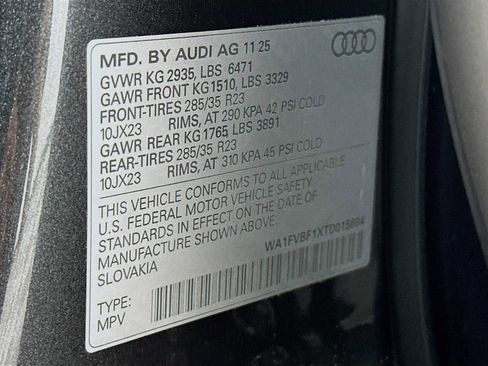 MFD. BY AUDI AG 11 25
GVWR KG 2935, LBS 6471
GAWR FRONT KG1510, LBS 3329
FRONT-TIRES 285/35 R23
10JX23 RIMS, AT 290 KPA 42 PSI COLD
GAWR REAR KG 1765, LBS 3891
REAR-TIRES 285/35 R23
10JX23 RIMS, AT 310 KPA 45 PSI COLD
THIS VEHICLE CONFORMS TO ALL APPLICABLE
U.S. FEDERAL MOTOR VEHICLE SAFETY
STANDARDS IN EFFECT ON THE DATE OF
MANUFACTURE SHOWN ABOVE.
SLOVAKIA
WA1FVBF1XTD015884
TYPE:
MPV